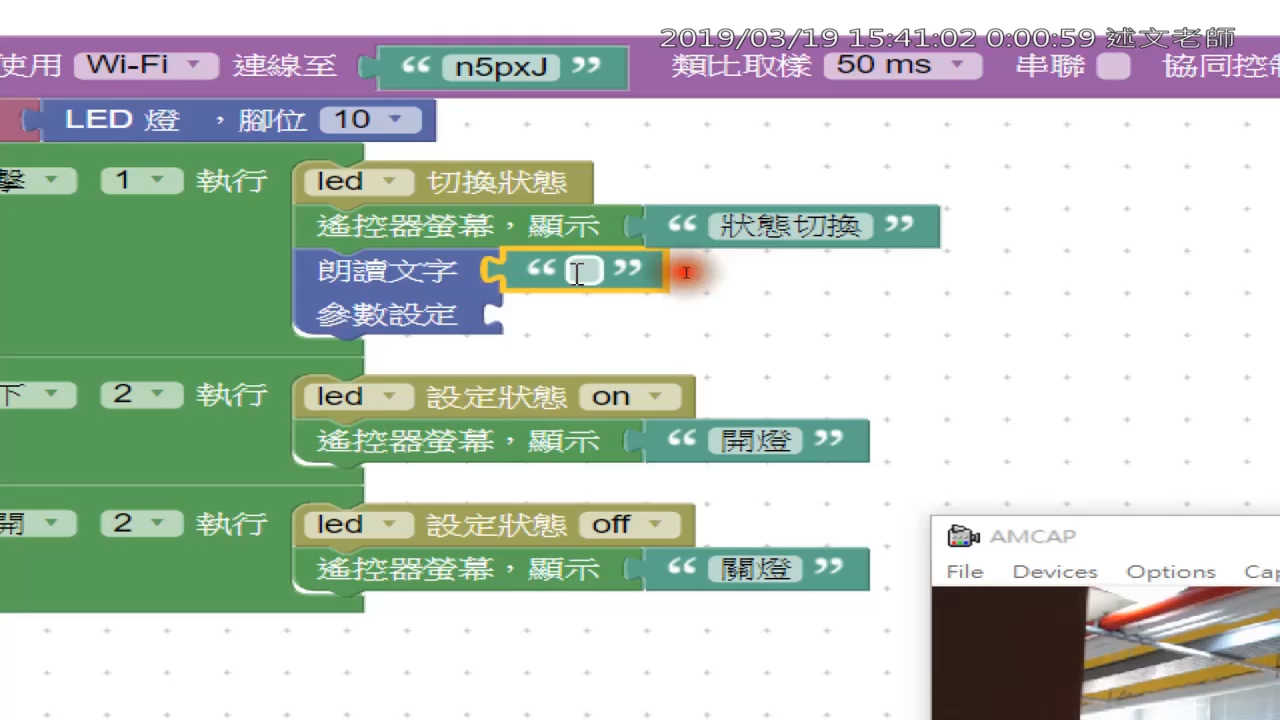 2019/03/19 15:41:02 0:00:59 述文老師
使用 Wi-Fi 連線至 “ n5pxJ ” 類比取樣 50 ms 串聯 協同控制
LED 燈 ，腳位 10
擊 1 執行 led 切換狀態
遙控器螢幕，顯示 “ 狀態切換 ”
朗讀文字 “ ”
參數設定
下 2 執行 led 設定狀態 on
遙控器螢幕，顯示 “ 開燈 ”
開 2 執行 led 設定狀態 off
遙控器螢幕，顯示 “ 關燈 ”
AMCAP
File Devices Options Cap